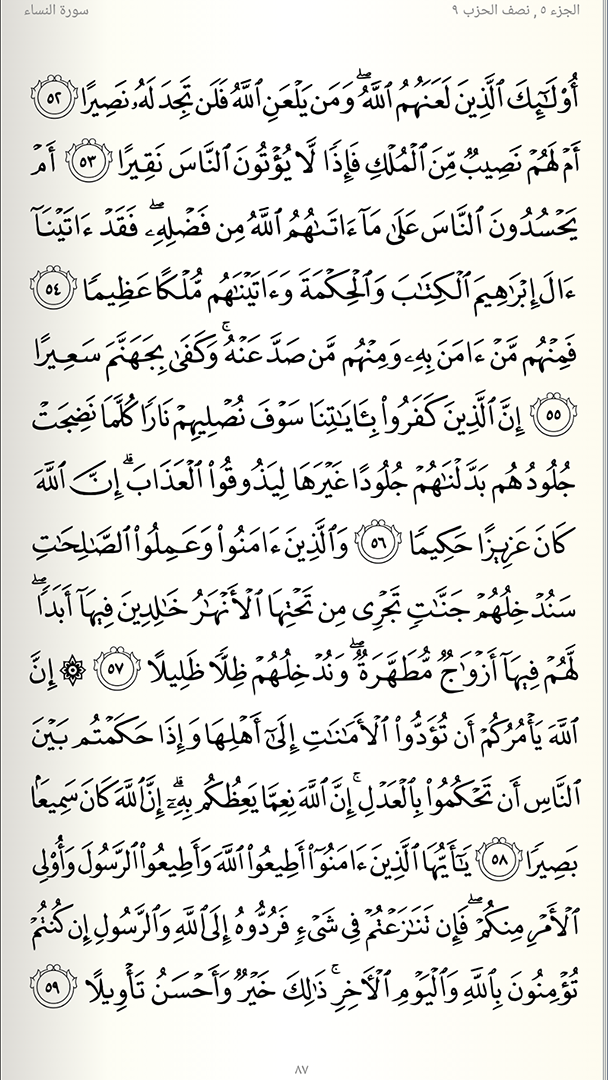 الجزء ٥, نصف الحزب ٩ سورة النساء
أُو۟لَـٰٓئِكَ ٱلَّذِينَ لَعَنَهُمُ ٱللَّهُ ۖ وَمَن يَلْعَنِ ٱللَّهُ فَلَن تَجِدَ لَهُۥ نَصِيرًا ٥٢
أَمْ لَهُمْ نَصِيبٌ مِّنَ ٱلْمُلْكِ فَإِذًا لَّا يُؤْتُونَ ٱلنَّاسَ نَقِيرًا ٥٣ أَمْ
يَحْسُدُونَ ٱلنَّاسَ عَلَىٰ مَآ ءَاتَىٰهُمُ ٱللَّهُ مِن فَضْلِهِۦ ۖ فَقَدْ ءَاتَيْنَآ
ءَالَ إِبْرَٰهِيمَ ٱلْكِتَـٰبَ وَٱلْحِكْمَةَ وَءَاتَيْنَـٰهُم مُّلْكًا عَظِيمًا ٥٤
فَمِنْهُم مَّنْ ءَامَنَ بِهِۦ وَمِنْهُم مَّن صَدَّ عَنْهُ ۚ وَكَفَىٰ بِجَهَنَّمَ سَعِيرًا
٥٥ إِنَّ ٱلَّذِينَ كَفَرُوا۟ بِـَٔايَـٰتِنَا سَوْفَ نُصْلِيهِمْ نَارًا كُلَّمَا نَضِجَتْ
جُلُودُهُم بَدَّلْنَـٰهُمْ جُلُودًا غَيْرَهَا لِيَذُوقُوا۟ ٱلْعَذَابَ ۗ إِنَّ ٱللَّهَ
كَانَ عَزِيزًا حَكِيمًا ٥٦ وَٱلَّذِينَ ءَامَنُوا۟ وَعَمِلُوا۟ ٱلصَّـٰلِحَـٰتِ
سَنُدْخِلُهُمْ جَنَّـٰتٍ تَجْرِى مِن تَحْتِهَا ٱلْأَنْهَـٰرُ خَـٰلِدِينَ فِيهَآ أَبَدًا ۖ
لَّهُمْ فِيهَآ أَزْوَٰجٌ مُّطَهَّرَةٌ ۖ وَنُدْخِلُهُمْ ظِلًّا ظَلِيلًا ٥٧ ۞ إِنَّ
ٱللَّهَ يَأْمُرُكُمْ أَن تُؤَدُّوا۟ ٱلْأَمَـٰنَـٰتِ إِلَىٰٓ أَهْلِهَا وَإِذَا حَكَمْتُم بَيْنَ
ٱلنَّاسِ أَن تَحْكُمُوا۟ بِٱلْعَدْلِ ۚ إِنَّ ٱللَّهَ نِعِمَّا يَعِظُكُم بِهِۦٓ ۗ إِنَّ ٱللَّهَ كَانَ سَمِيعًۢا
بَصِيرًا ٥٨ يَـٰٓأَيُّهَا ٱلَّذِينَ ءَامَنُوٓا۟ أَطِيعُوا۟ ٱللَّهَ وَأَطِيعُوا۟ ٱلرَّسُولَ وَأُو۟لِى
ٱلْأَمْرِ مِنكُمْ ۖ فَإِن تَنَـٰزَعْتُمْ فِى شَىْءٍ فَرُدُّوهُ إِلَى ٱللَّهِ وَٱلرَّسُولِ إِن كُنتُمْ
تُؤْمِنُونَ بِٱللَّهِ وَٱلْيَوْمِ ٱلْـَٔاخِرِ ۚ ذَٰلِكَ خَيْرٌ وَأَحْسَنُ تَأْوِيلًا ٥٩
٨٧